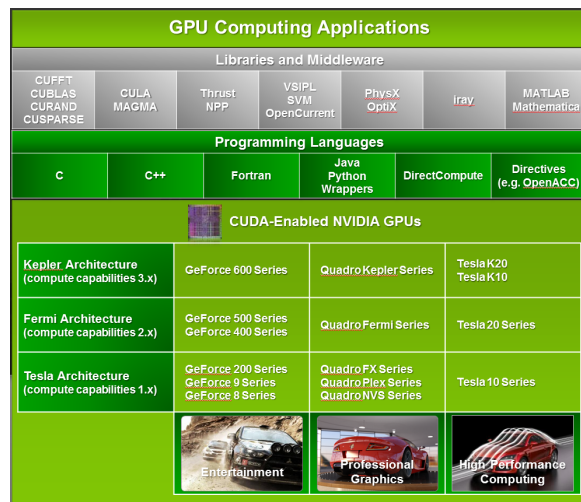 GPU Computing Applications
Libraries and Middleware
CUFFT
CUBLAS
CURAND
CUSPARSE
CULA
MAGMA
Thrust
NPP
VSIPL
SVM
OpenCurrent
PhysX
OptiX
iray
MATLAB
Mathematica
Programming Languages
C
C++
Fortran
Java
Python
Wrappers
DirectCompute
Directives
(e.g. OpenACC)
CUDA-Enabled NVIDIA GPUs
Kepler Architecture
(compute capabilities 3.x)
GeForce 600 Series
Quadro Kepler Series
Tesla K20
Tesla K10
Fermi Architecture
(compute capabilities 2.x)
GeForce 500 Series
GeForce 400 Series
Quadro Fermi Series
Tesla 20 Series
Tesla Architecture
(compute capabilities 1.x)
GeForce 200 Series
GeForce 9 Series
GeForce 8 Series
Quadro FX Series
Quadro Plex Series
Quadro NVS Series
Tesla 10 Series
Entertainment
Professional
Graphics
High Performance
Computing